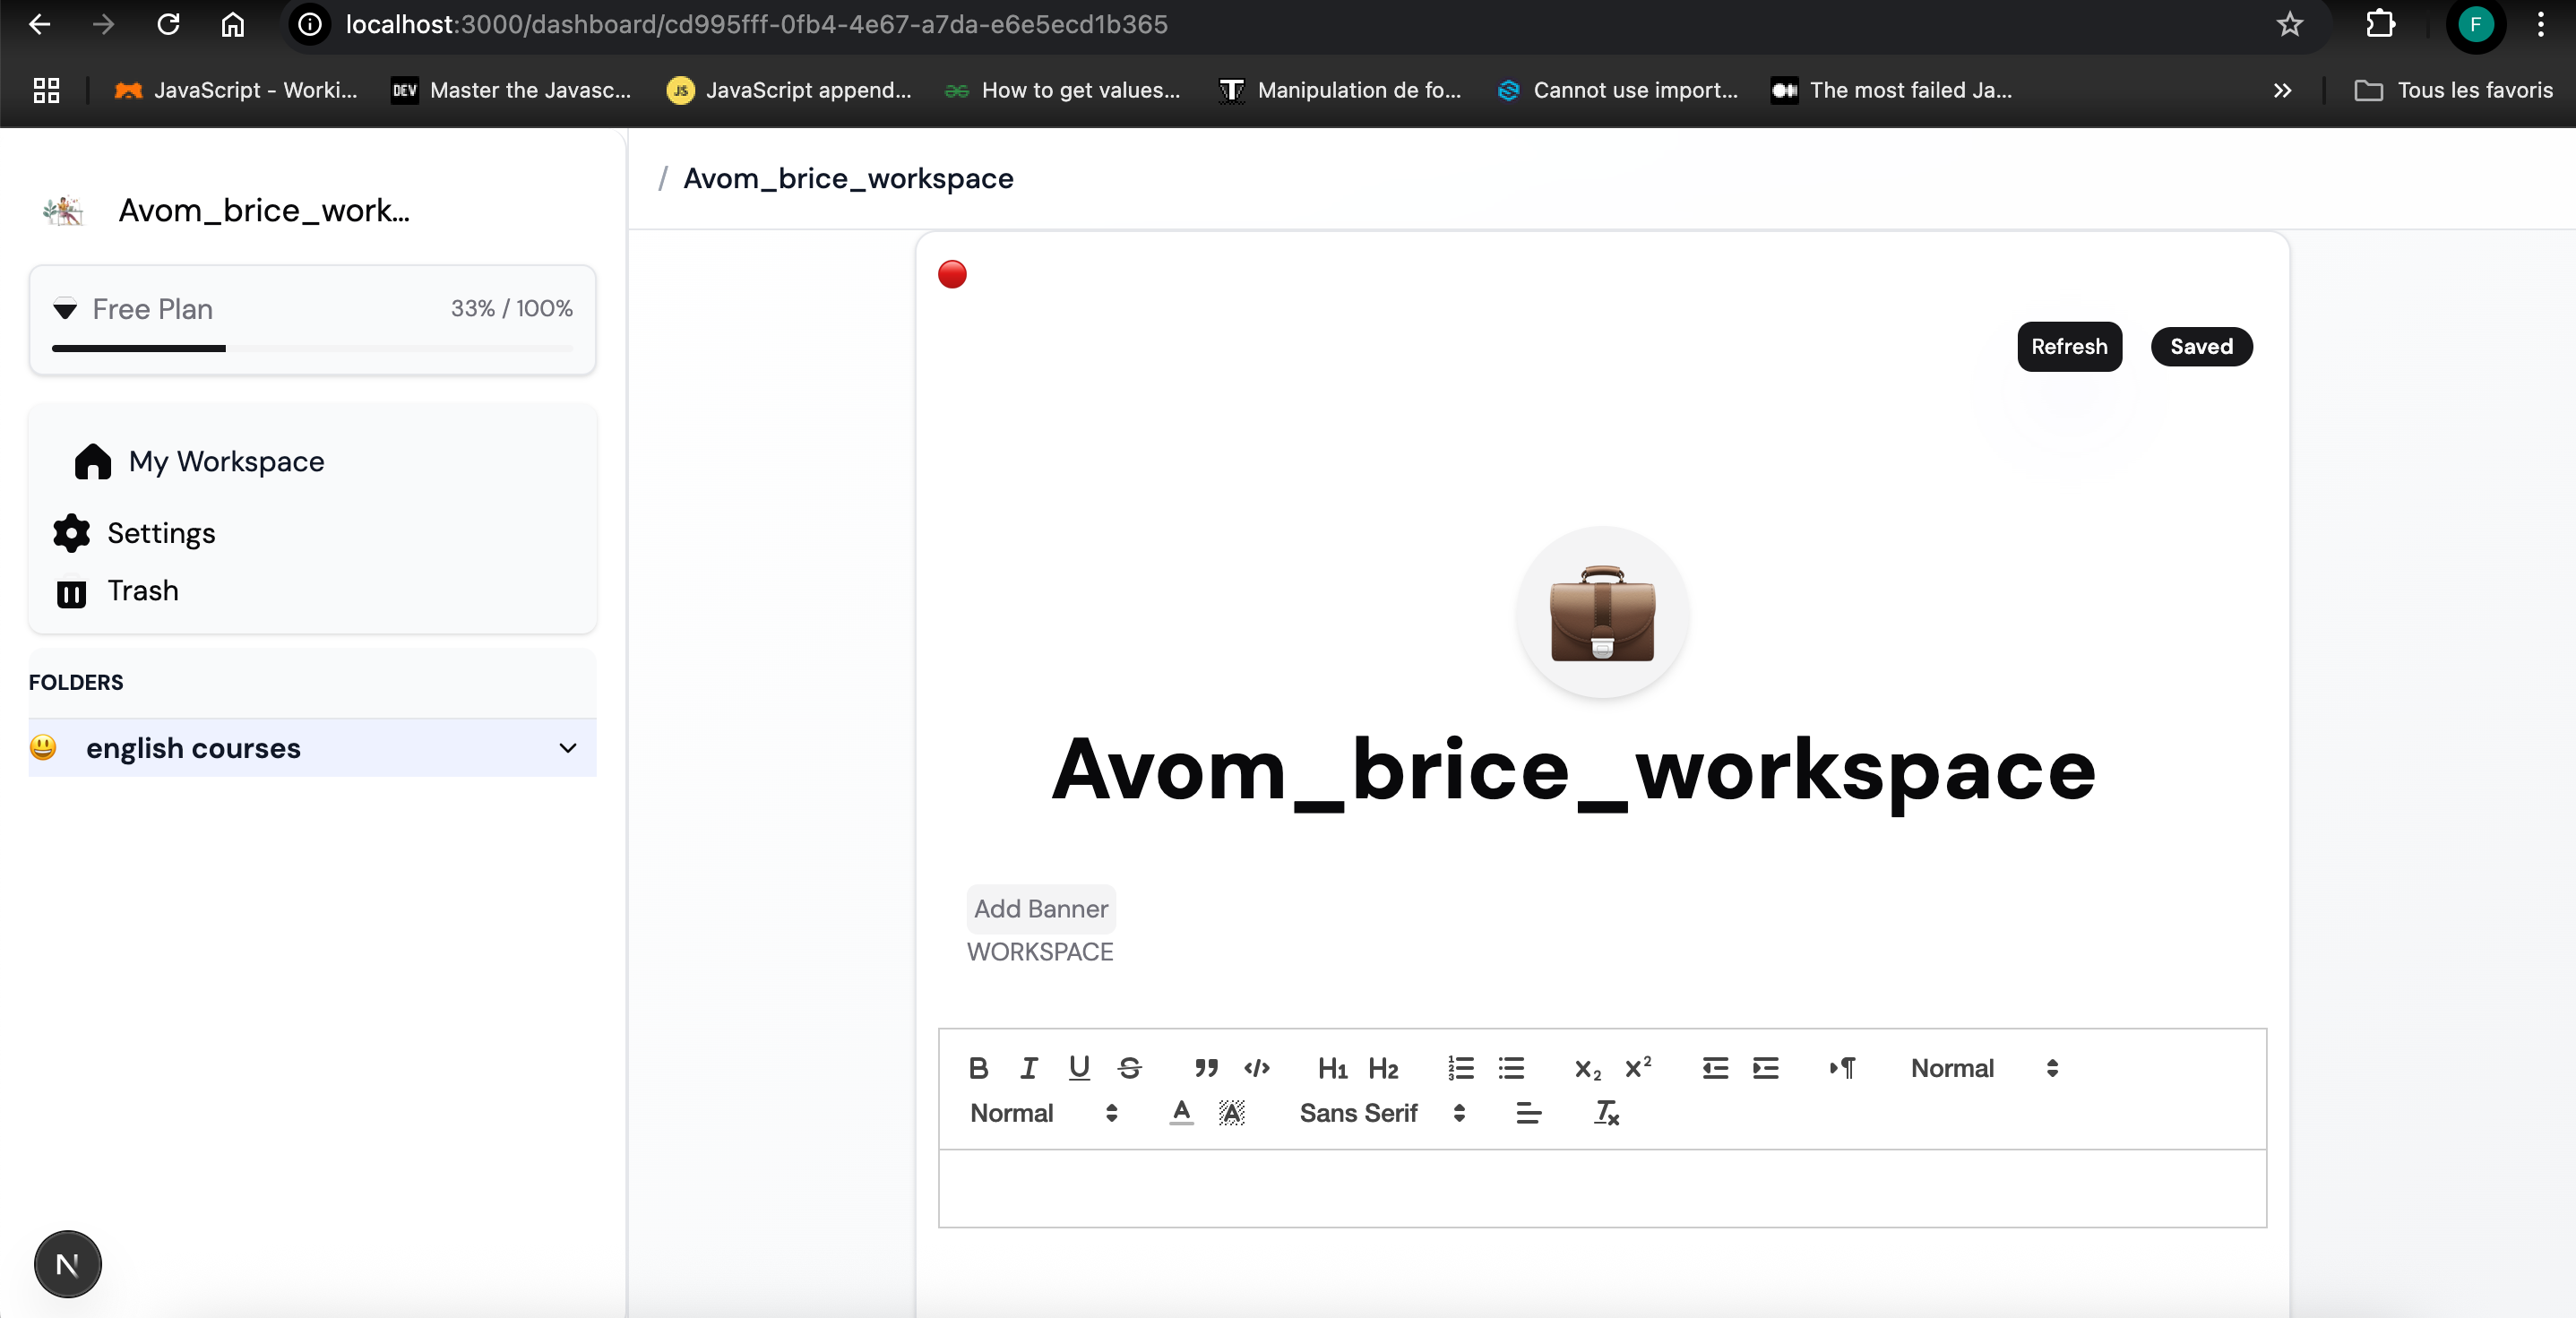 localhost:3000/dashboard/cd995fff-0fb4-4e67-a7da-e6e5ecd1b365
F
JavaScript - Worki...
DEV
Master the Javasc...
JS
JavaScript append...
How to get values...
T
Manipulation de fo...
Cannot use import...
The most failed Ja...
Tous les favoris
Avom_brice_work...
/ Avom_brice_workspace
Free Plan
33% / 100%
Refresh
Saved
My Workspace
Settings
Trash
FOLDERS
english courses
Avom_brice_workspace
Add Banner
WORKSPACE
B I U S H1 H2 X2 X2 Normal
Normal A A Sans Serif Tx
N